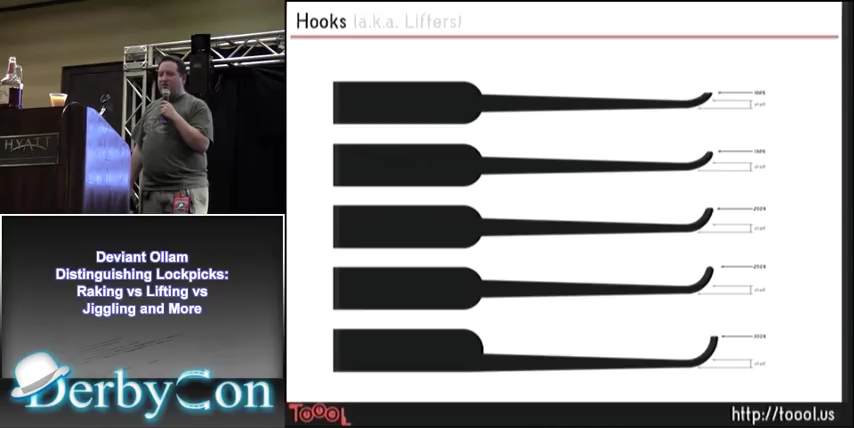 Hooks (a.k.a. Lifters)
HYATT
Deviant Ollam
Distinguishing Lockpicks:
Raking vs Lifting vs
Jiggling and More
DerbyCon
TOOOL
http://toool.us